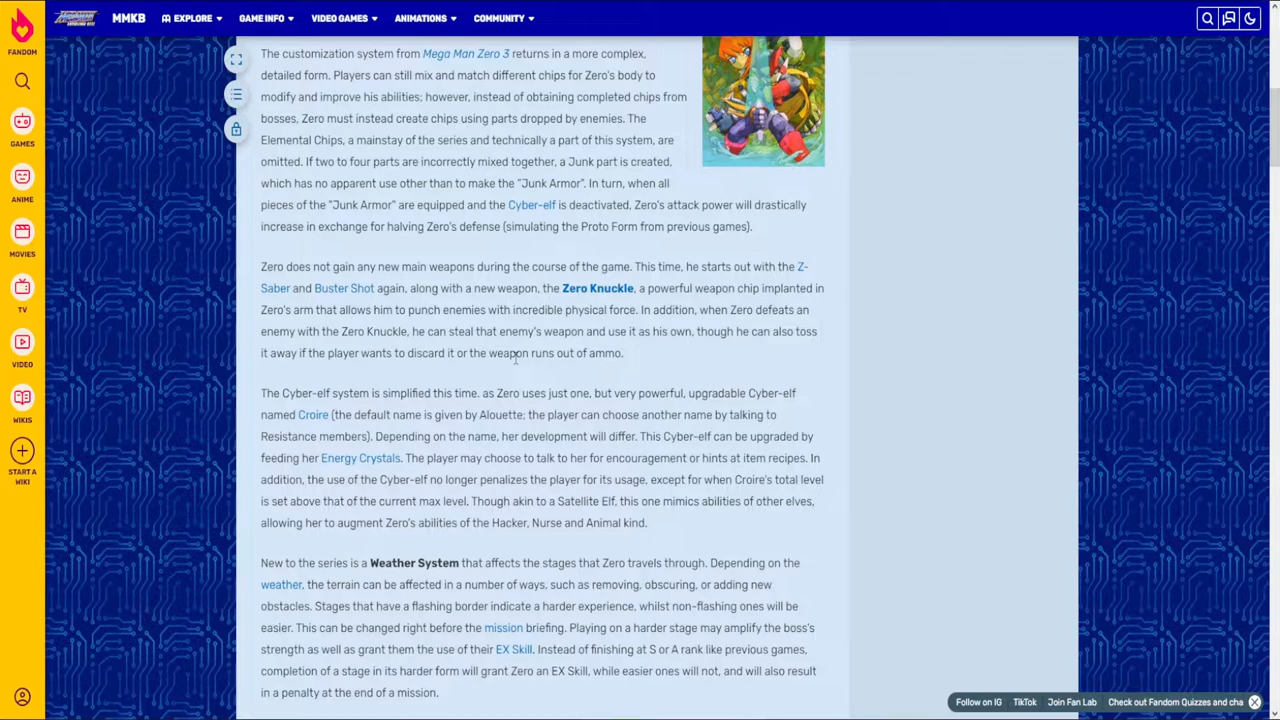 FANDOM
MMKB
EXPLORE
GAME INFO
VIDEOS
ANIMATIONS
COMMUNITY
GAMES
ANIME
MOVIES
TV
VIDEO
WIKIS
START A
WIKI
The customization system from Mega Man Zero 3 remains in a more complex,
detailed form. Players can still mix and match different chips for Zero's body to
modify and improve his abilities; however, instead of obtaining completed chips from
bosses, Zero must instead create chips using parts dropped by enemies. The
Elemental Chips, a mainstay of the series and technically a part of this system, are
omitted. If two to four parts are incorrectly mixed together, a Junk part is created,
which has no apparent use other than to make the "Junk Armor". In turn, when all
pieces of the "Junk Armor" are equipped and the Cyber-elf is deactivated, Zero's attack power will drastically
increase in exchange for halving Zero's defense (simulating the Proto Form from previous games).
Zero does not gain any new main weapons during the course of the game. This time, he starts out with the Z-
Saber and Buster Shot again, along with a new weapon, the Zero Knuckle, a powerful weapon chip implanted in
Zero's arm that allows him to punch enemies with incredible physical force. In addition, when Zero defeats an
enemy with the Zero Knuckle, he can steal that enemy's weapon and use it as his own, though he can also toss
it away if the player wants to discard it or the weapon runs out of ammo.
The Cyber-elf system is simplified this time, as Zero uses just one, but very powerful, upgradable Cyber-elf
named Croire (the default name is given by Alouette; the player can choose another name by talking to
Resistance members). Depending on the name, her development will differ. This Cyber-elf can be upgraded by
feeding her Energy Crystals. The player may choose to talk to her for encouragement or hints at item recipes. In
addition, the use of the Cyber-elf no longer penalizes the player for its usage, except for when Croire's total level
is set above that of the current max level. Though akin to a Satellite Elf, this one mimics abilities of other elves,
allowing her to augment Zero's abilities of the Hacker, Nurse and Animal kind.
New to the series is a Weather System that affects the stages that Zero travels through. Depending on the
weather, the terrain can be affected in a number of ways, such as removing, obscuring, or adding new
obstacles. Stages that have a flashing border indicate a harder experience, whilst non-flashing ones will be
easier. This can be changed right before the mission briefing. Playing on a harder stage may amplify the boss's
strength as well as grant them the use of their EX Skill. Instead of finishing at S or A rank like previous games,
completion of a stage in its harder form will grant Zero an EX Skill, while easier ones will not, and will also result
in a penalty at the end of a mission.
Follow on IG
TikTok
Join Fan Lab
Check out Fandom Quizzes and cha